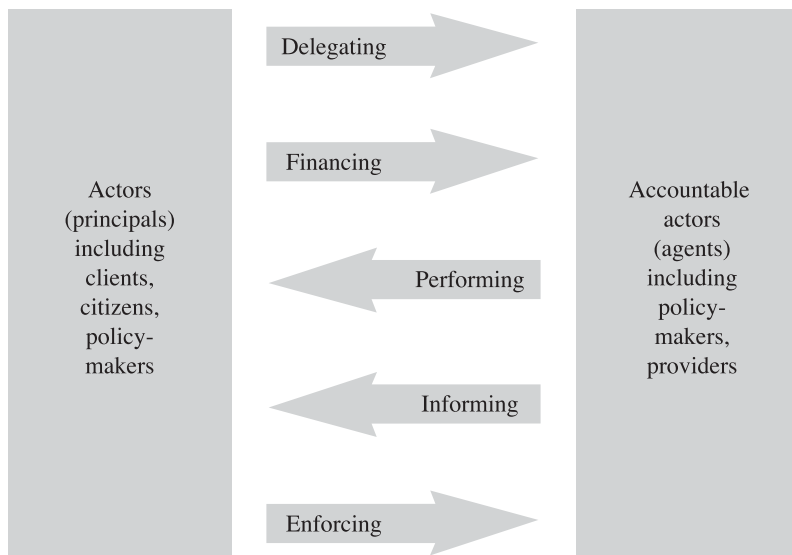 Actors
(principals)
including
clients,
citizens,
policy-
makers
Delegating
Financing
Performing
Informing
Enforcing
Accountable
actors
(agents)
including
policy-
makers,
providers